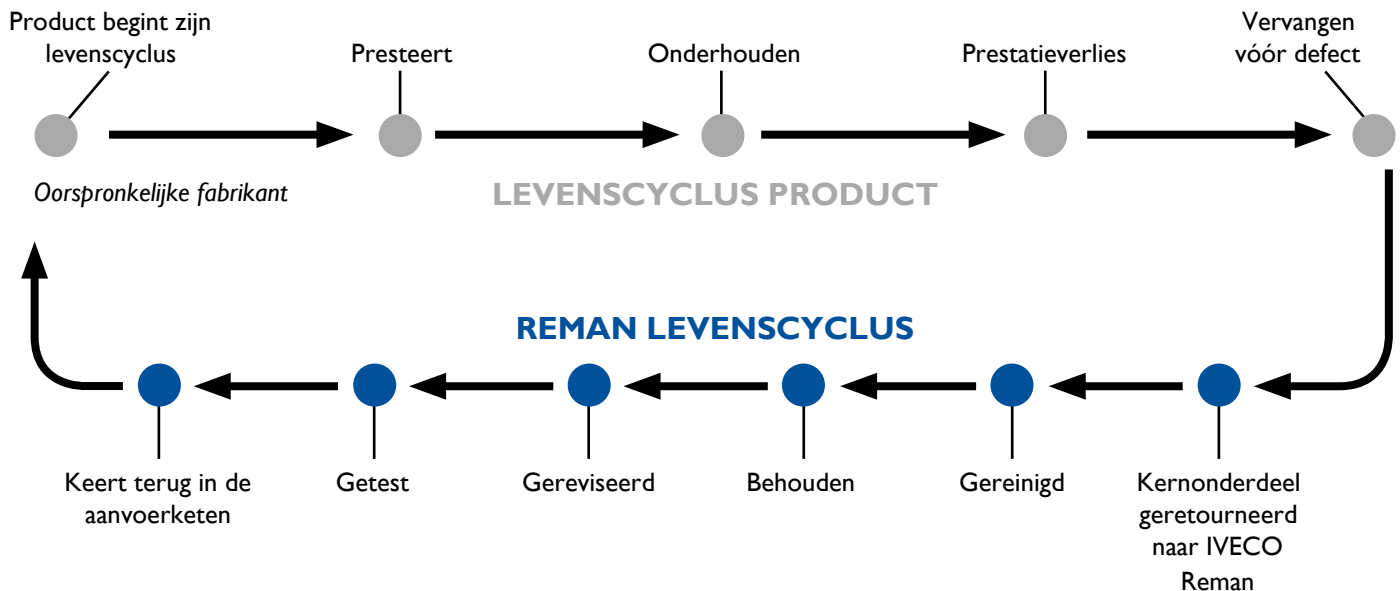 Product begint zijn
levenscyclus
Presteert
Onderhouden
Prestatieverlies
Vervangen
vóór defect
Oorspronkelijke fabrikant
LEVENSCYCLUS PRODUCT
REMAN LEVENSCYCLUS
Keert terug in de
aanvoerketen
Getest
Gereviseerd
Behouden
Gereinigd
Kernonderdeel
geretourneerd
naar IVECO
Reman